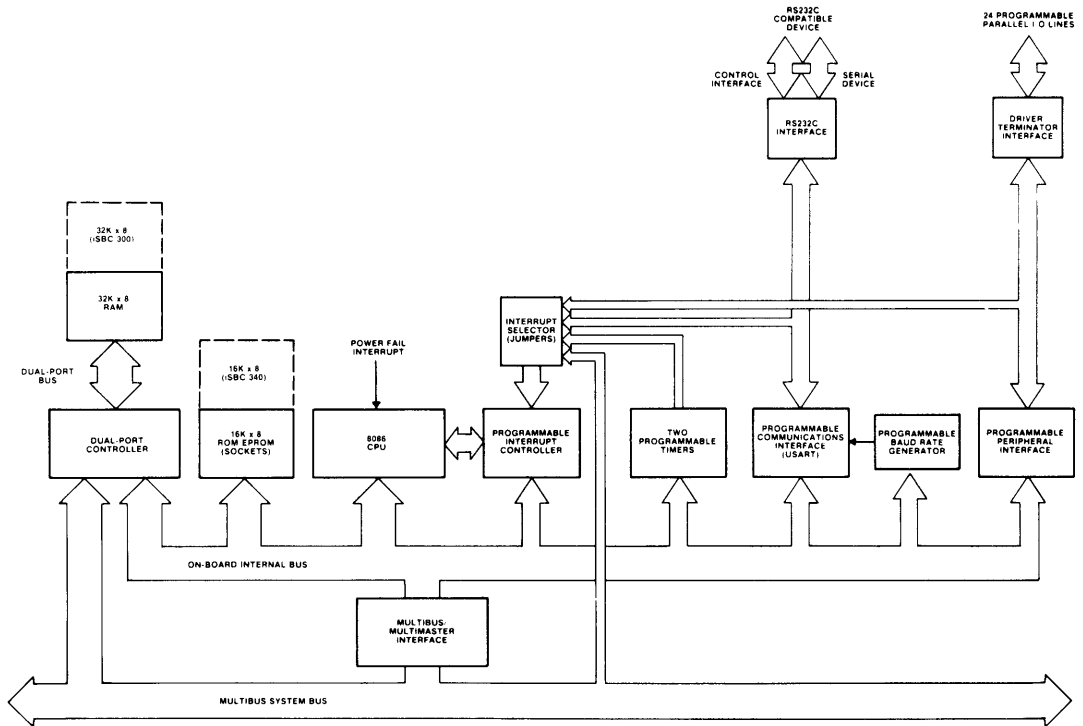 RS232C
COMPATIBLE
DEVICE
24 PROGRAMMABLE
PARALLEL I O LINES
CONTROL
INTERFACE
SERIAL
DEVICE
RS232C
INTERFACE
DRIVER
TERMINATOR
INTERFACE
32K x 8
(iSBC 300)
32K x 8
RAM
INTERRUPT
SELECTOR
(JUMPERS)
POWER FAIL
INTERRUPT
DUAL-PORT
BUS
16K x 8
(iSBC 340)
DUAL-PORT
CONTROLLER
16K x 8
ROM EPROM
(SOCKETS)
8086
CPU
PROGRAMMABLE
INTERRUPT
CONTROLLER
TWO
PROGRAMMABLE
TIMERS
PROGRAMMABLE
COMMUNICATIONS
INTERFACE
(USART)
PROGRAMMABLE
BAUD RATE
GENERATOR
PROGRAMMABLE
PERIPHERAL
INTERFACE
ON-BOARD INTERNAL BUS
MULTIBUS/
MULTIMASTER
INTERFACE
MULTIBUS SYSTEM BUS